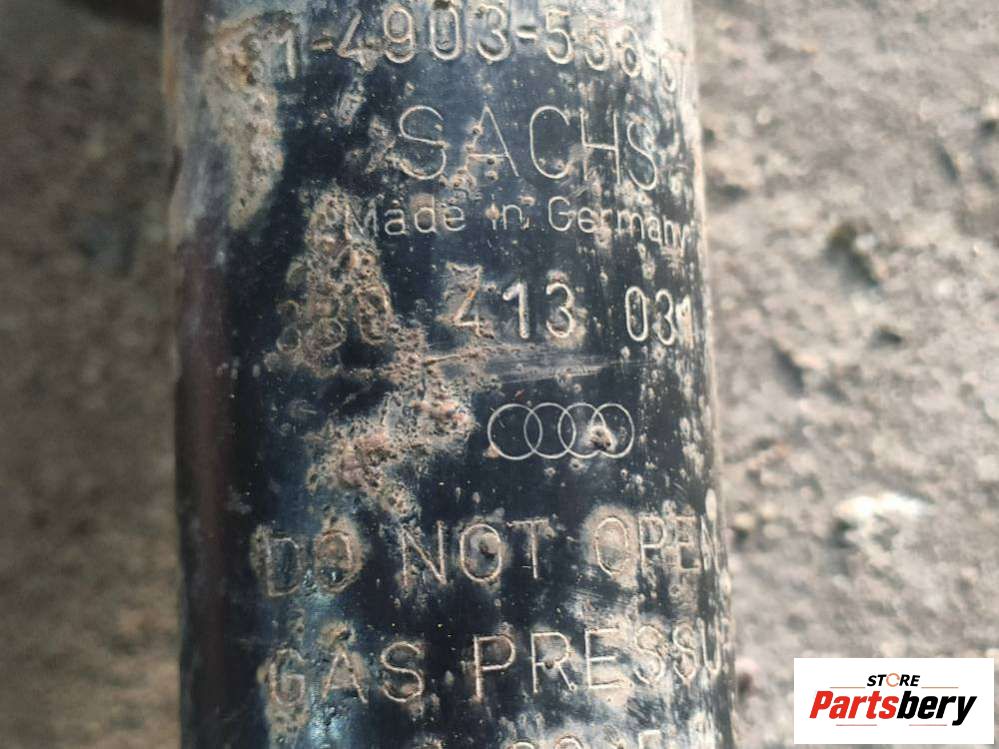 SACHS
Made in Germany
413 031
DO NOT OPEN
GAS PRESSU
STORE
Partsbery